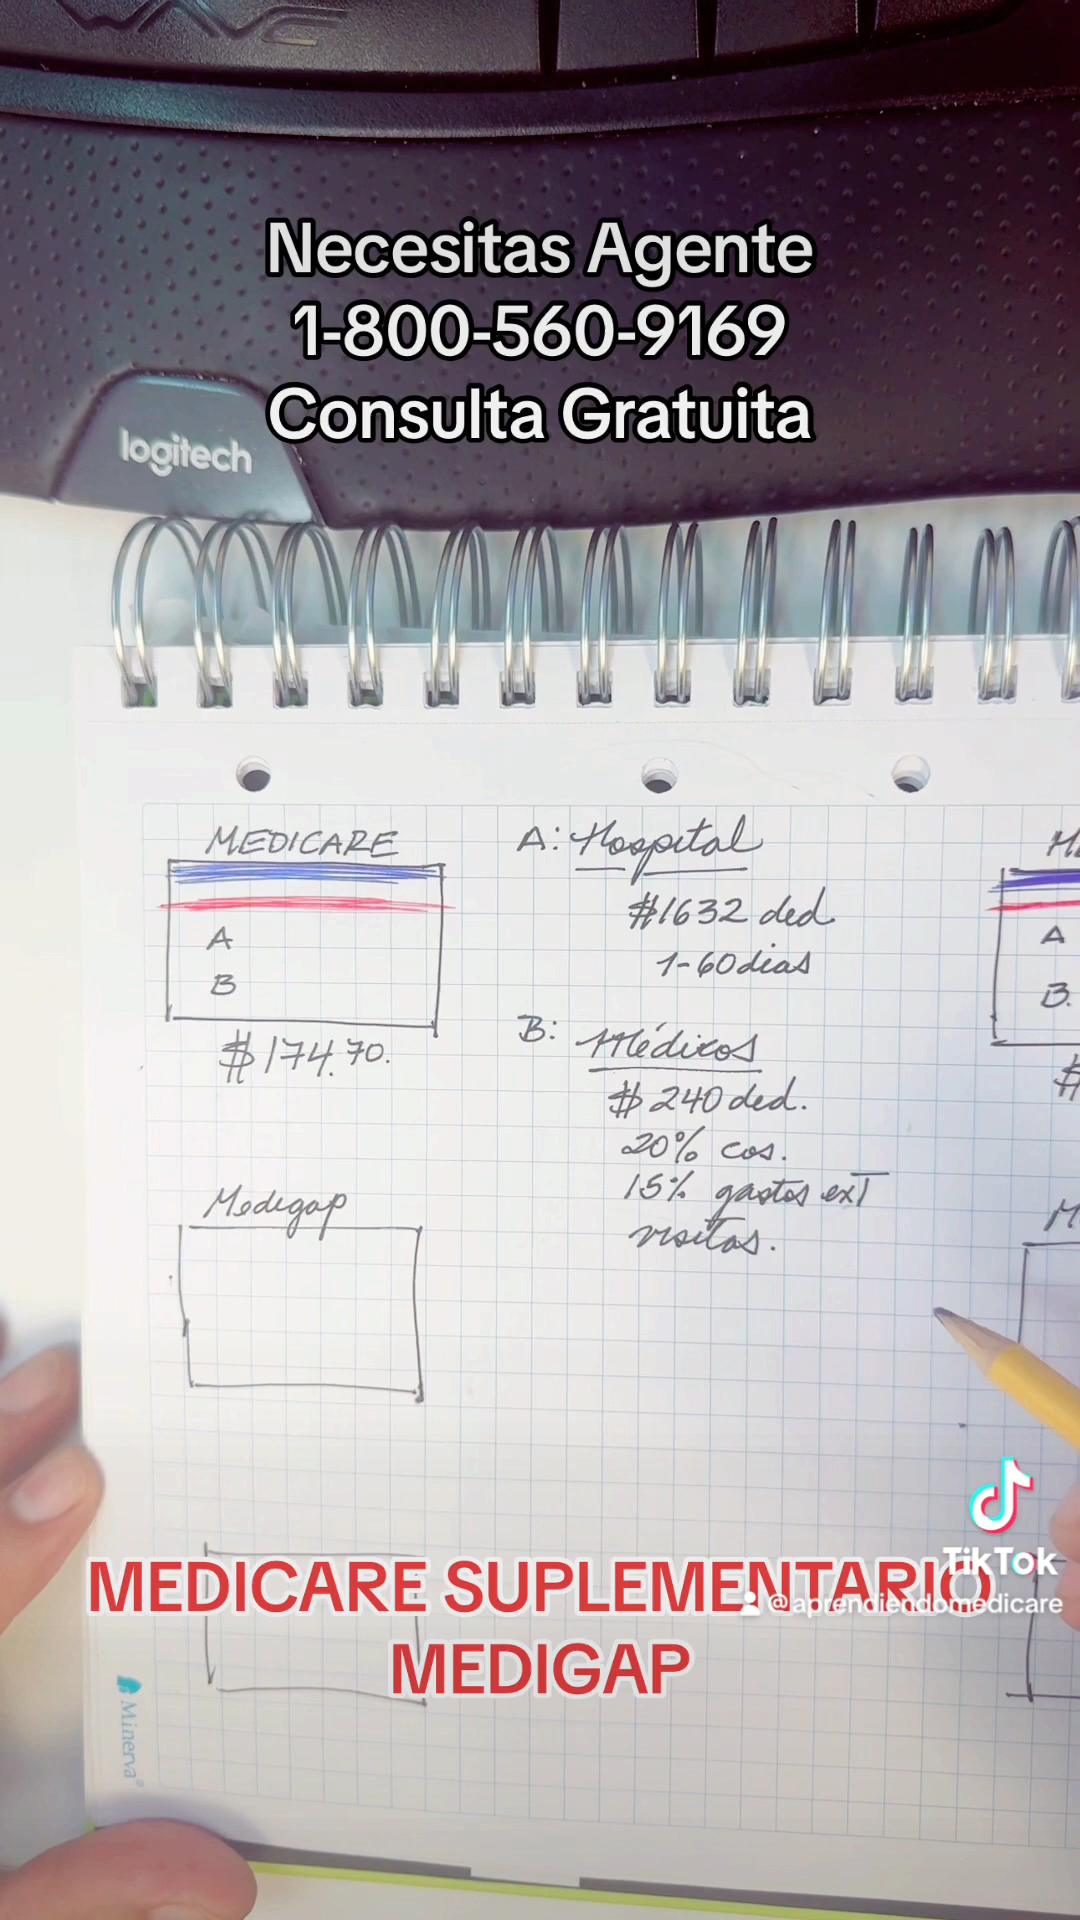 WAVE
Necesitas Agente
1-800-560-9169
Consulta Gratuita
logitech
MEDICARE
A
B
$174.70.
A: Hospital
$1632 ded
1-60 dias
B: Médicos
$240 ded.
20% cos.
15% gastos ext
visitas.
A
B.
$
Medigap
M
TikTok
@aprendiendomedicare
MEDICARE SUPLEMENTARIO
MEDIGAP
Minerva®